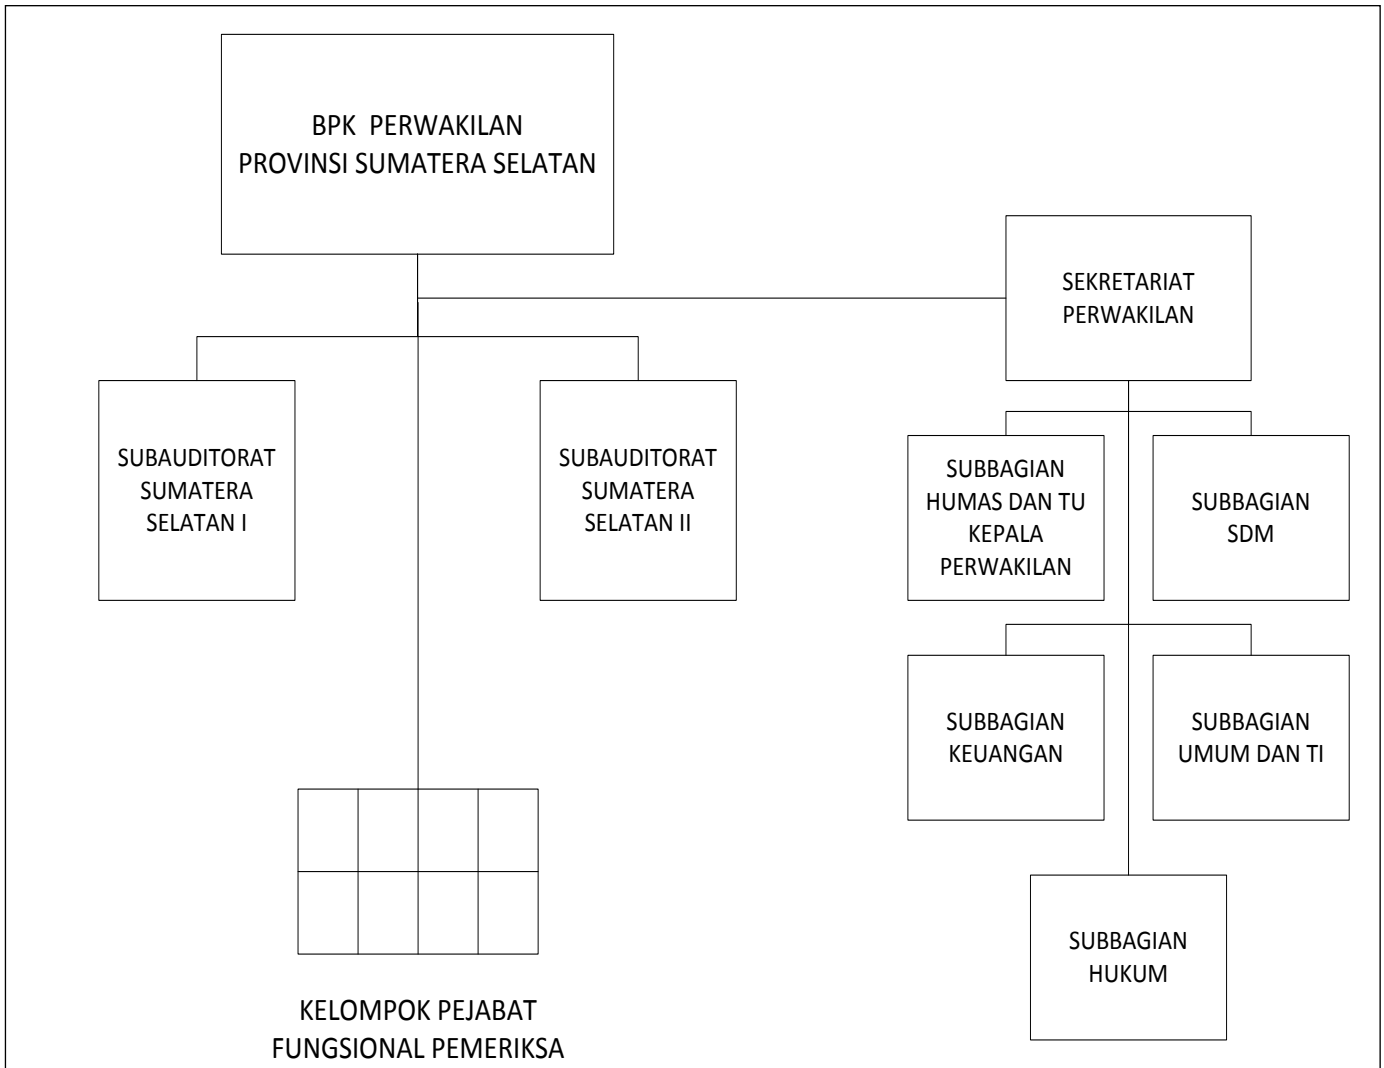 BPK PERWAKILAN
PROVINSI SUMATERA SELATAN
SEKRETARIAT
PERWAKILAN
SUBAUDITORAT
SUMATERA
SELATAN I
SUBAUDITORAT
SUMATERA
SELATAN II
SUBBAGIAN
HUMAS DAN TU
KEPALA
PERWAKILAN
SUBBAGIAN
SDM
SUBBAGIAN
KEUANGAN
SUBBAGIAN
UMUM DAN TI
SUBBAGIAN
HUKUM
KELOMPOK PEJABAT
FUNGSIONAL PEMERIKSA